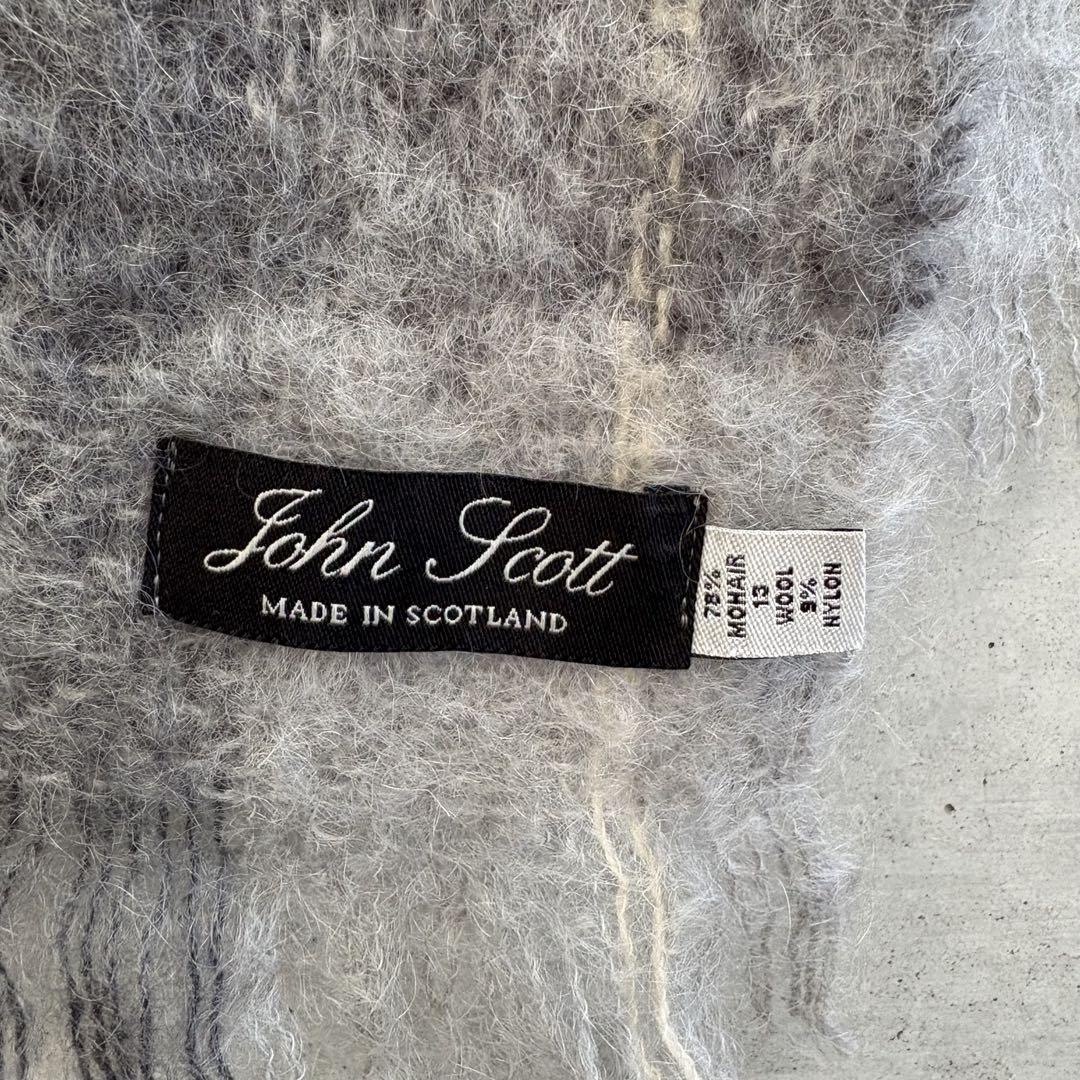 John Scott
MADE IN SCOTLAND
78%
MOHAIR
13
WOOL
9%
NYLON